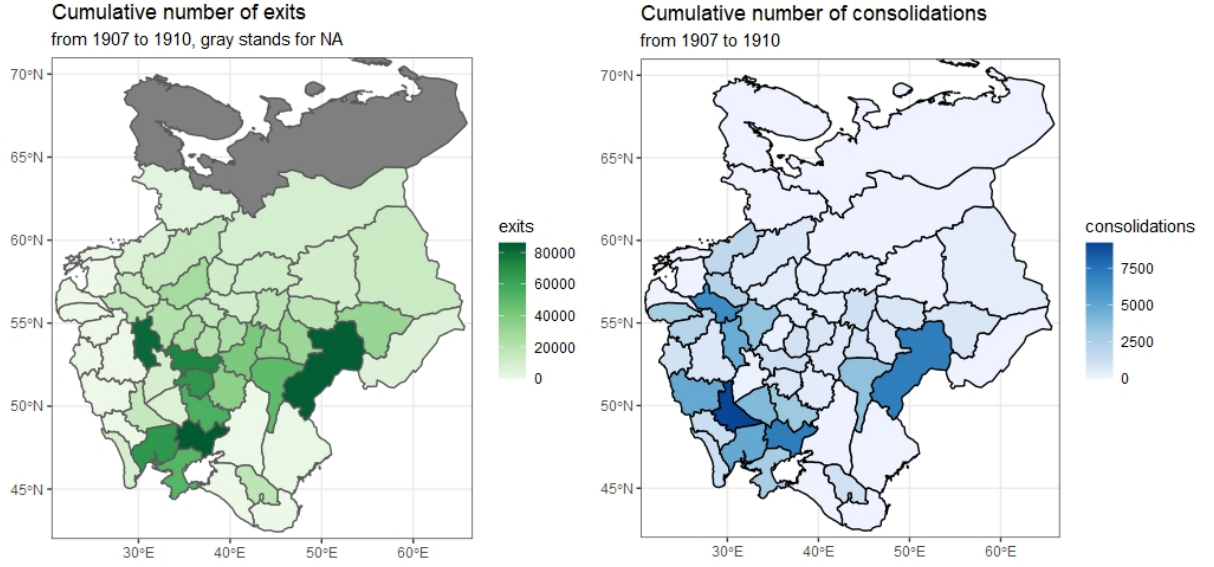 Cumulative number of exits
from 1907 to 1910, gray stands for NA
70°N
65°N
60°N
55°N
50°N
45°N
30°E 40°E 50°E 60°E
exits
80000
60000
40000
20000
0
Cumulative number of consolidations
from 1907 to 1910
70°N
65°N
60°N
55°N
50°N
45°N
30°E 40°E 50°E 60°E
consolidations
7500
5000
2500
0